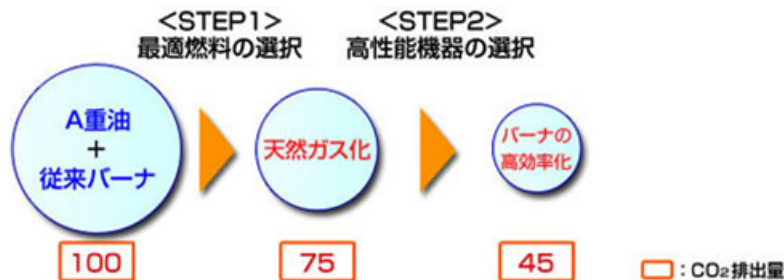 <STEP1>
最適燃料の選択
<STEP2>
高性能機器の選択
A重油
+
従来バーナ
天然ガス化
バーナの
高効率化
100
75
45
：CO₂排出量